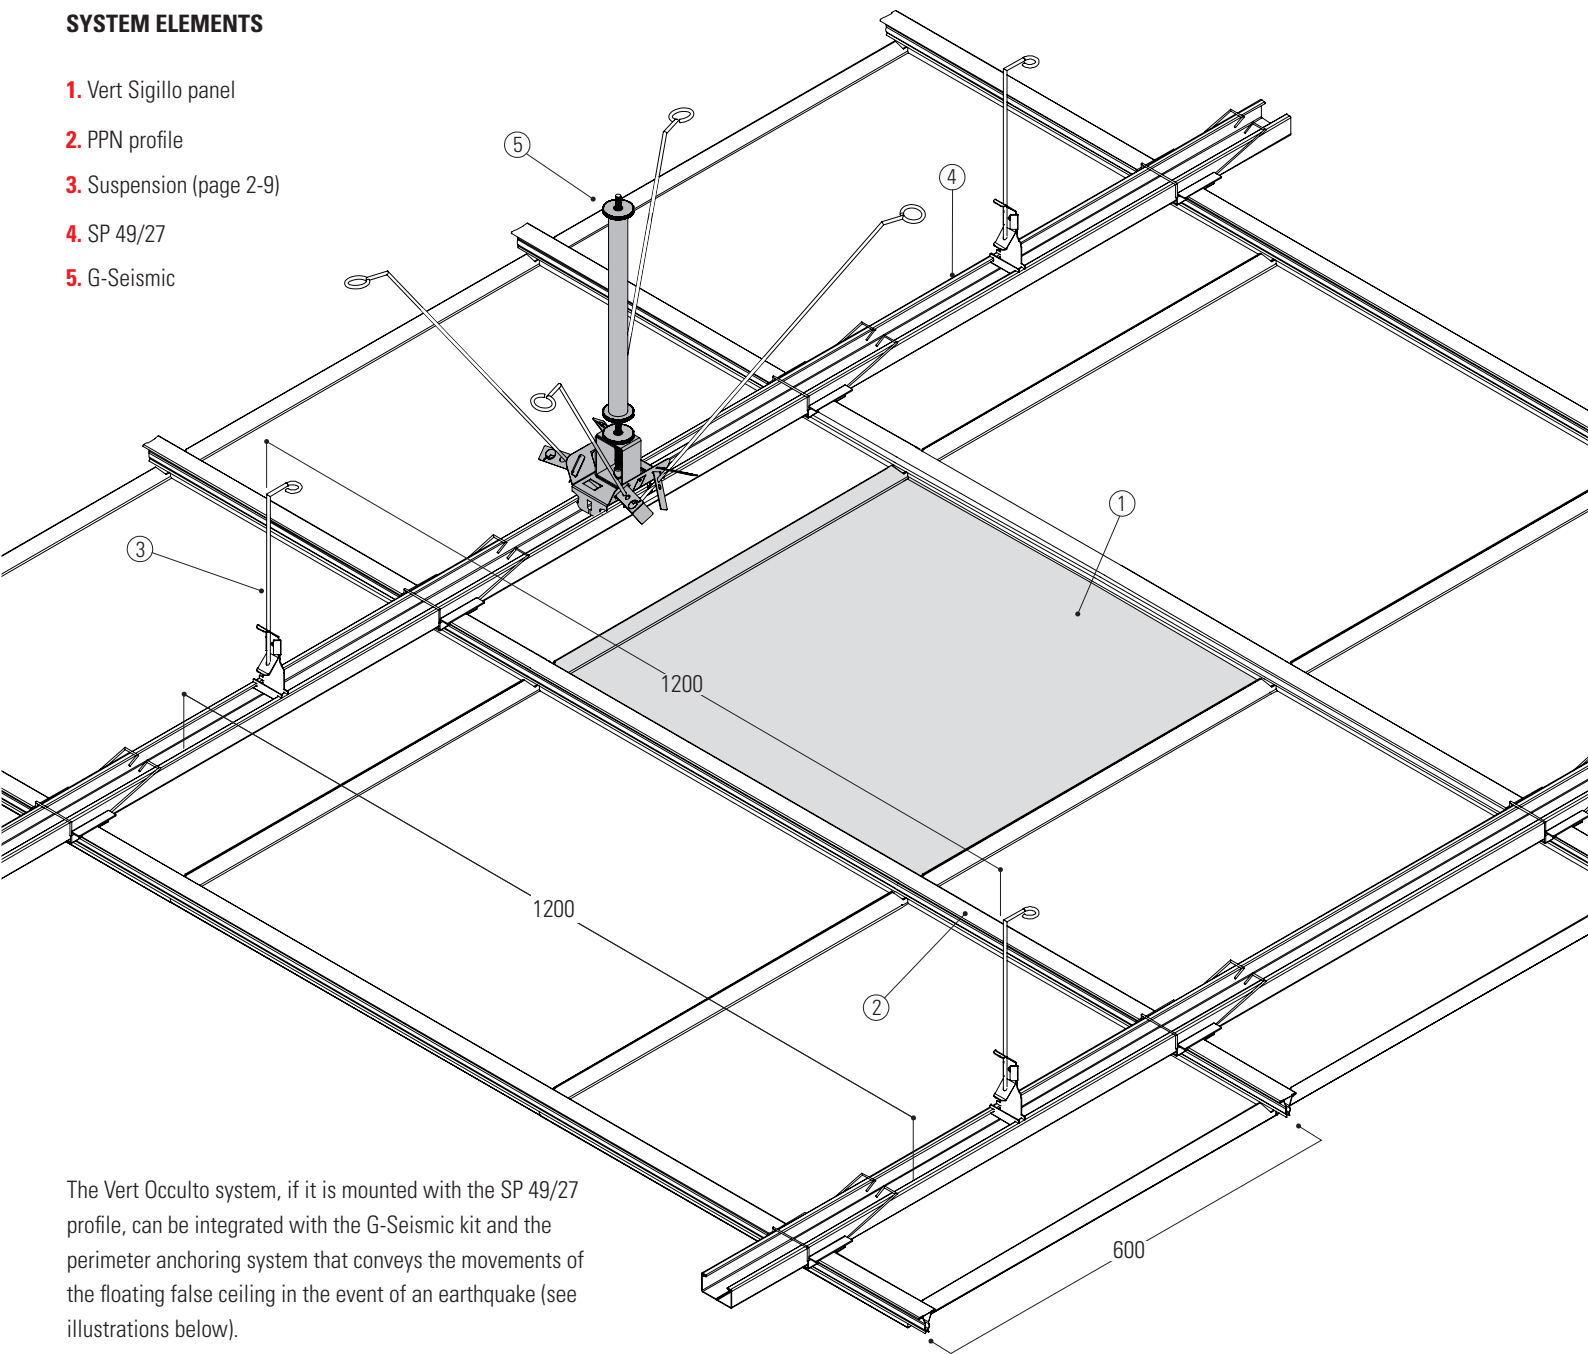 SYSTEM ELEMENTS
1. Vert Sigillo panel
2. PPN profile
3. Suspension (page 2-9)
4. SP 49/27
5. G-Seismic
5
4
1
3
1200
1200
2
600
The Vert Occulto system, if it is mounted with the SP 49/27
profile, can be integrated with the G-Seismic kit and the
perimeter anchoring system that conveys the movements of
the floating false ceiling in the event of an earthquake (see
illustrations below).